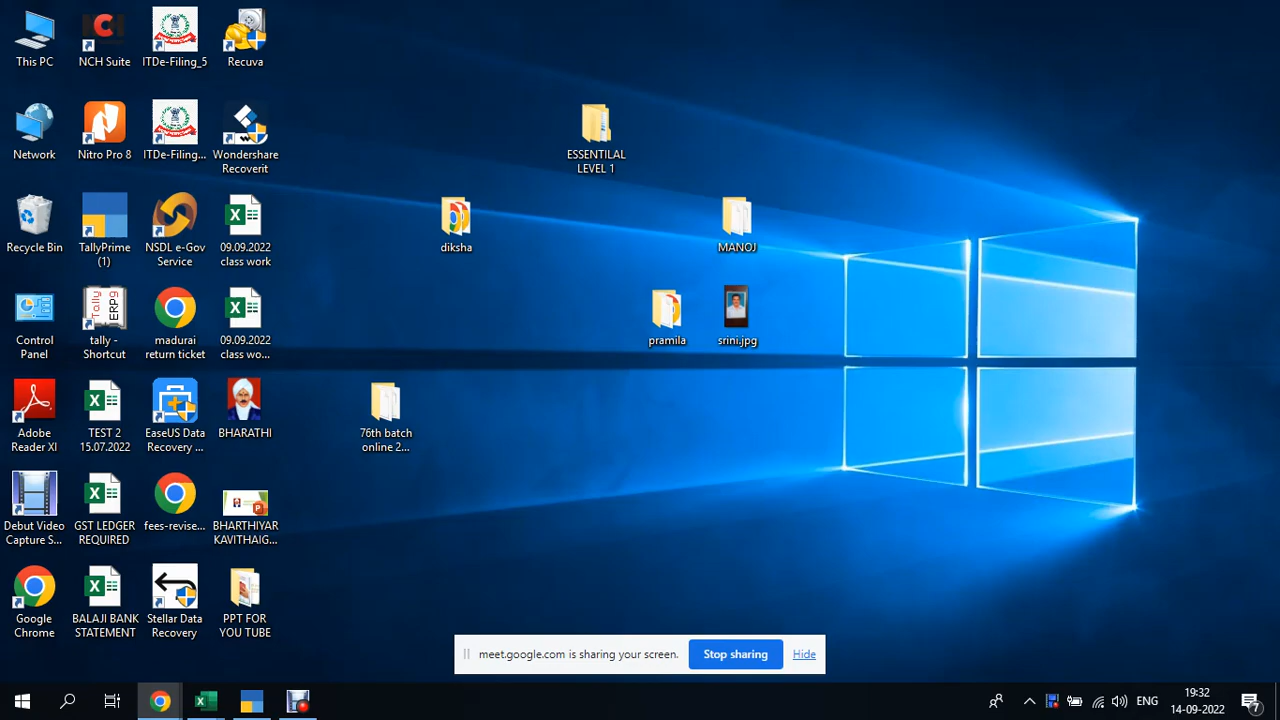 This PC
NCH Suite
ITDe-Filing_5
Recuva
Network
Nitro Pro 8
ITDe-Filing...
Wondershare
Recoverit
ESSENTILAL
LEVEL 1
Recycle Bin
TallyPrime
(1)
NSDL e-Gov
Service
09.09.2022
class work
diksha
MANOJ
Control
Panel
tally -
Shortcut
madurai
return ticket
09.09.2022
class wo...
pramila
srini.jpg
Adobe
Reader XI
TEST 2
15.07.2022
EaseUS Data
Recovery ...
BHARATHI
76th batch
online 2...
Debut Video
Capture S...
GST LEDGER
REQUIRED
fees-revise...
BHARTHIYAR
KAVITHAIG...
Google
Chrome
BALAJI BANK
STATEMENT
Stellar Data
Recovery
PPT FOR
YOU TUBE
meet.google.com is sharing your screen.
Stop sharing
Hide
ENG
19:32
14-09-2022
7